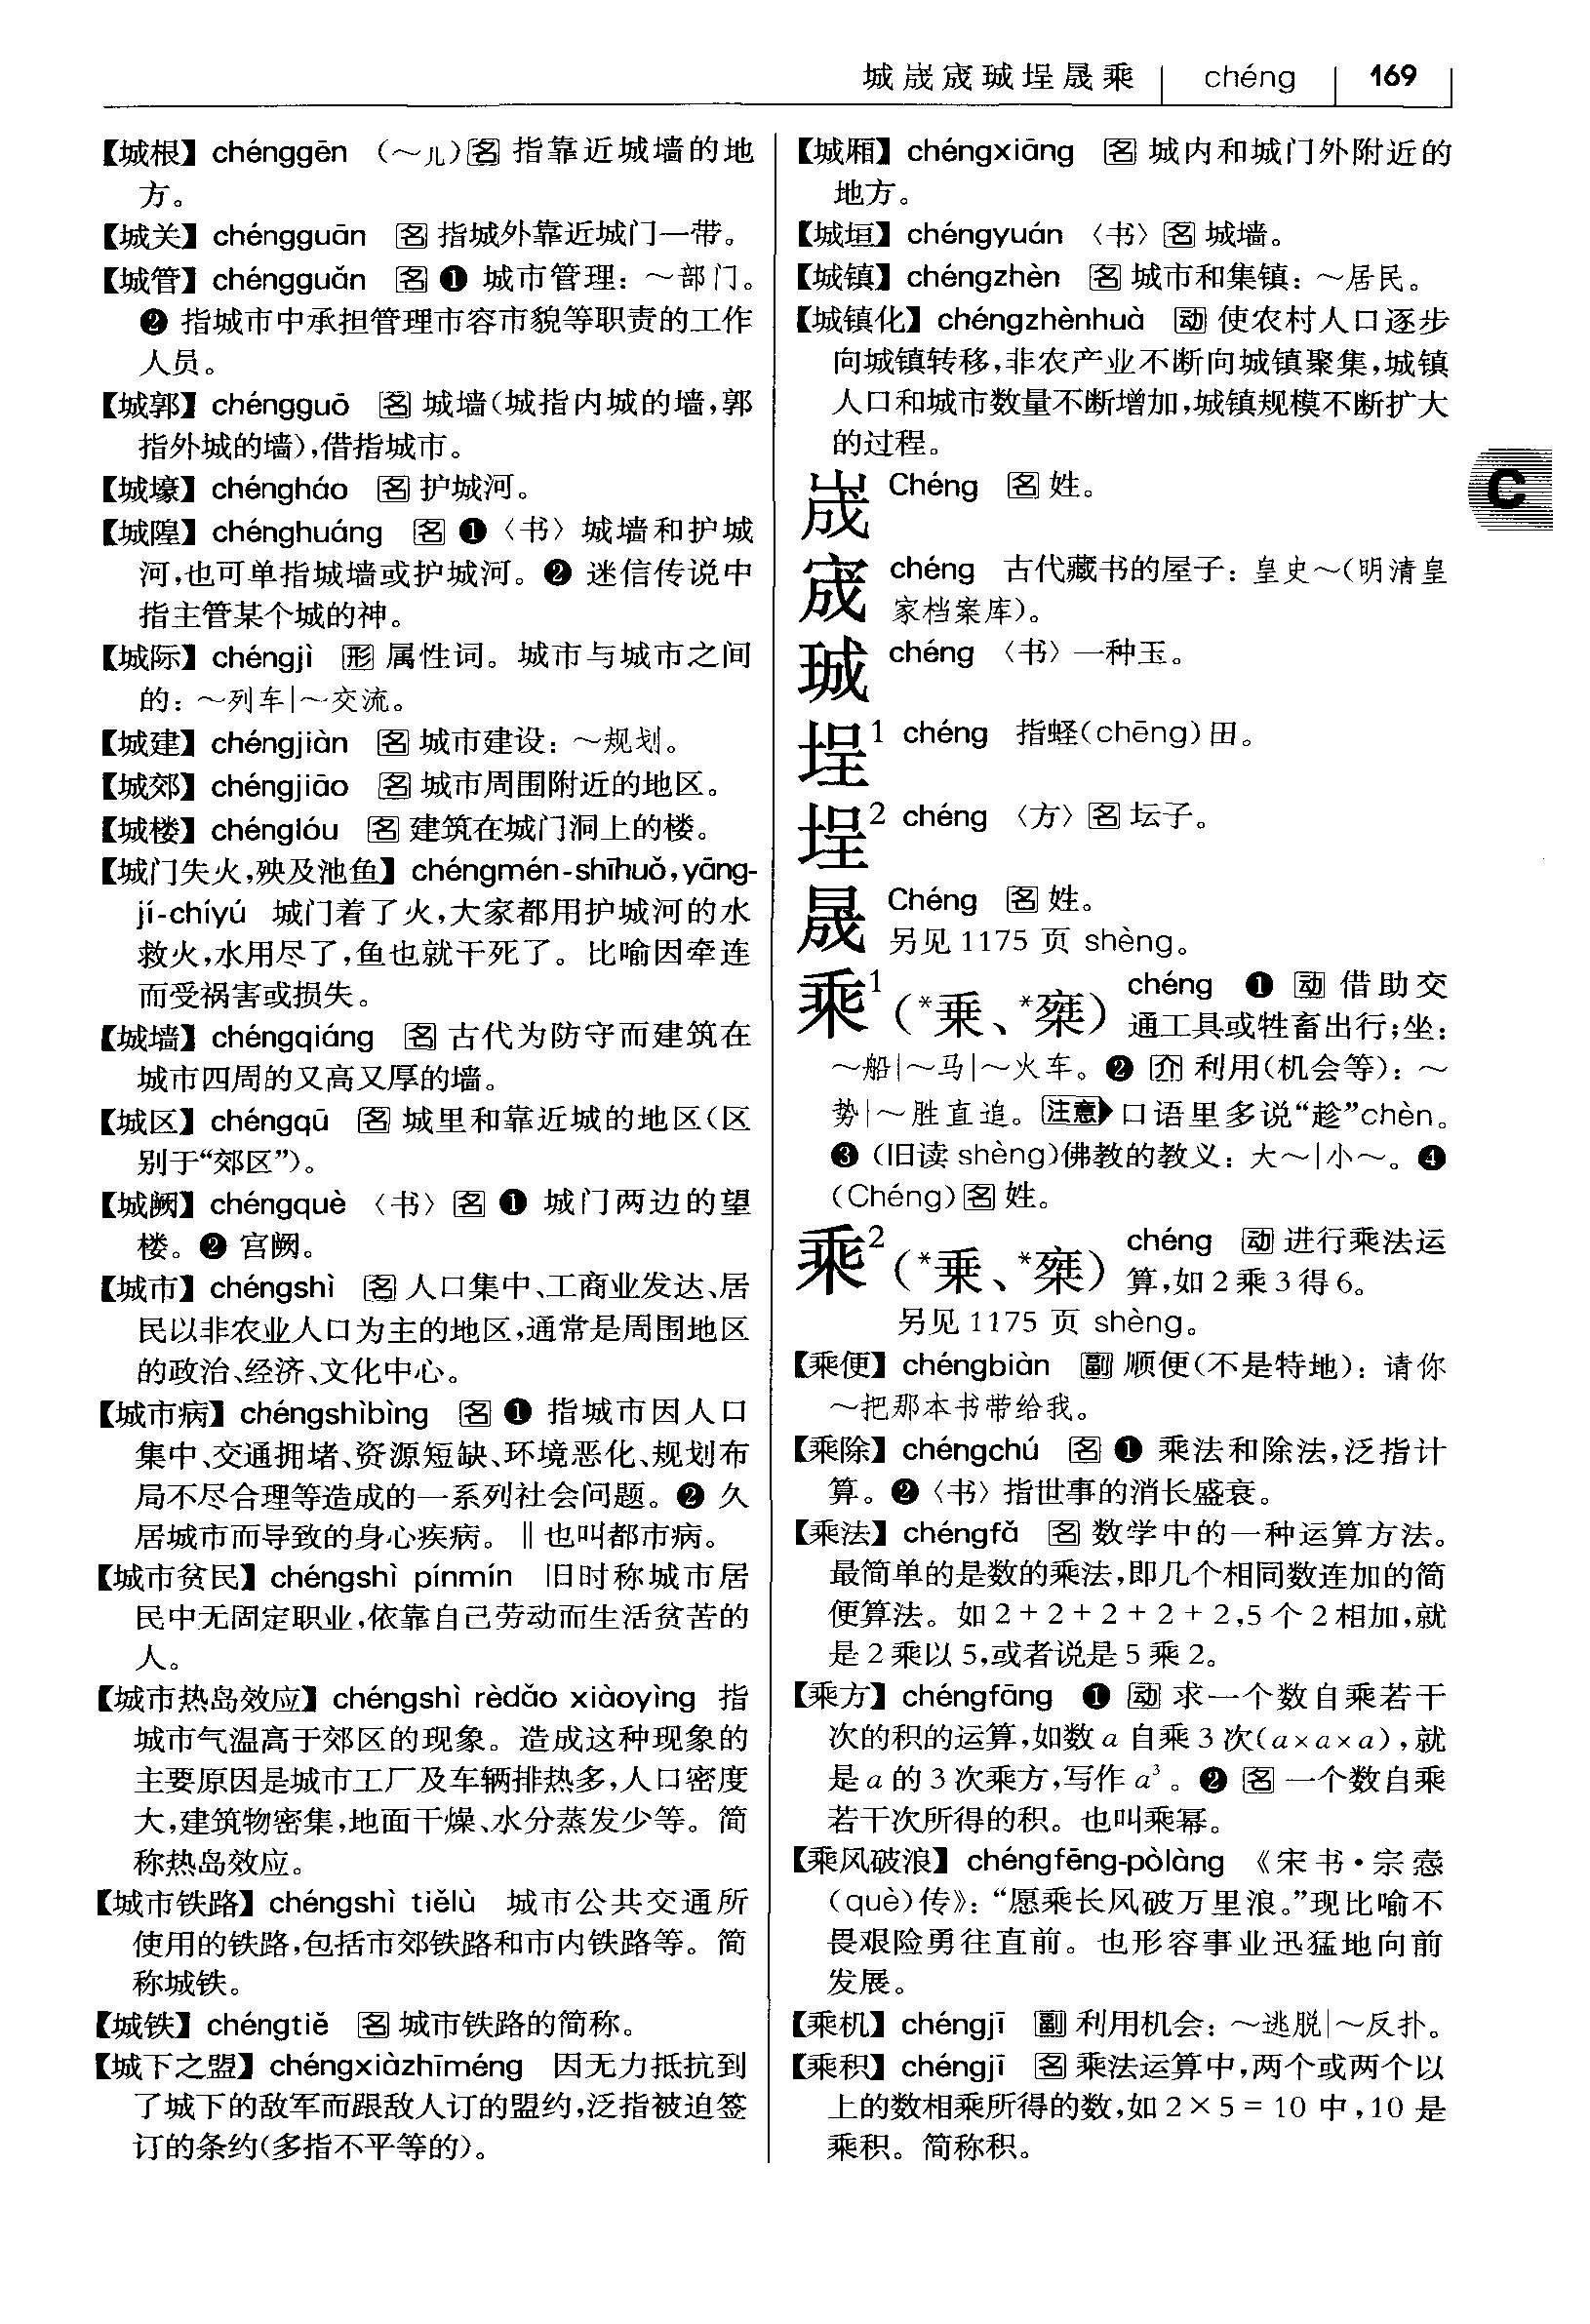 城峸宬珹埕晟乘 | chéng | 169
【城根】chénggēn （～儿）名 指靠近城墙的地
方。
【城关】chéngguān 名 指城外靠近城门一带。
【城管】chéngguǎn 名 ❶ 城市管理：～部门。
❷ 指城市中承担管理市容市貌等职责的工作
人员。
【城郭】chéngguō 名 城墙（城指内城的墙，郭
指外城的墙），借指城市。
【城壕】chéngháo 名 护城河。
【城隍】chénghuáng 名 ❶〈书〉城墙和护城
河，也可单指城墙或护城河。❷ 迷信传说中
指主管某个城的神。
【城际】chéngjì 形 属性词。城市与城市之间
的：～列车|～交流。
【城建】chéngjiàn 名 城市建设：～规划。
【城郊】chéngjiāo 名 城市周围附近的地区。
【城楼】chénglóu 名 建筑在城门洞上的楼。
【城门失火，殃及池鱼】chéngmén-shīhuǒ，yāng-
jí-chíyú 城门着了火，大家都用护城河的水
救火，水用尽了，鱼也就干死了。比喻因牵连
而受祸害或损失。
【城墙】chéngqiáng 名 古代为防守而建筑在
城市四周的又高又厚的墙。
【城区】chéngqū 名 城里和靠近城的地区（区
别于“郊区”）。
【城阙】chéngquè〈书〉名 ❶ 城门两边的望
楼。❷ 宫阙。
【城市】chéngshì 名 人口集中、工商业发达、居
民以非农业人口为主的地区，通常是周围地区
的政治、经济、文化中心。
【城市病】chéngshìbìng 名 ❶ 指城市因人口
集中、交通拥堵、资源短缺、环境恶化、规划布
局不尽合理等造成的一系列社会问题。❷ 久
居城市而导致的身心疾病。‖也叫都市病。
【城市贫民】chéngshì pínmín 旧时称城市居
民中无固定职业，依靠自己劳动而生活贫苦的
人。
【城市热岛效应】chéngshì rèdǎo xiàoyìng 指
城市气温高于郊区的现象。造成这种现象的
主要原因是城市工厂及车辆排热多，人口密度
大，建筑物密集，地面干燥、水分蒸发少等。简
称热岛效应。
【城市铁路】chéngshì tiělù 城市公共交通所
使用的铁路，包括市郊铁路和市内铁路等。简
称城铁。
【城铁】chéngtiě 名 城市铁路的简称。
【城下之盟】chéngxiàzhīméng 因无力抵抗到
了城下的敌军而跟敌人订的盟约，泛指被迫签
订的条约（多指不平等的）。
【城厢】chéngxiāng 名 城内和城门外附近的
地方。
【城垣】chéngyuán〈书〉名 城墙。
【城镇】chéngzhèn 名 城市和集镇：～居民。
【城镇化】chéngzhènhuà 动 使农村人口逐步
向城镇转移，非农产业不断向城镇聚集，城镇
人口和城市数量不断增加，城镇规模不断扩大
的过程。
峸 Chéng 名 姓。
宬 chéng 古代藏书的屋子：皇史～（明清皇
家档案库）。
珹 chéng〈书〉一种玉。
埕1 chéng 指蛏（chēng）田。
埕2 chéng〈方〉名 坛子。
晟 Chéng 名 姓。
另见 1175 页 shèng。
乘1（*乗、*椉）chéng ❶ 动 借助交
通工具或牲畜出行；坐：
～船|～马|～火车。❷ 介 利用（机会等）：～
势|～胜直追。注意 口语里多说“趁”chèn。
❸（旧读 shèng）佛教的教义：大～|小～。❹
（Chéng）名 姓。
乘2（*乗、*椉）chéng 动 进行乘法运
算，如2乘3得6。
另见 1175 页 shèng。
【乘便】chéngbiàn 副 顺便（不是特地）：请你
～把那本书带给我。
【乘除】chéngchú 名 ❶ 乘法和除法，泛指计
算。❷〈书〉指世事的消长盛衰。
【乘法】chéngfǎ 名 数学中的一种运算方法。
最简单的是数的乘法，即几个相同数连加的简
便算法。如2+2+2+2+2，5个2相加，就
是2乘以5，或者说是5乘2。
【乘方】chéngfāng ❶ 动 求一个数自乘若干
次的积的运算，如数a自乘3次（a×a×a），就
是a的3次乘方，写作a³。❷ 名 一个数自乘
若干次所得的积。也叫乘幂。
【乘风破浪】chéngfēng-pòlàng 《宋书·宗悫
（què）传》：“愿乘长风破万里浪。”现比喻不
畏艰险勇往直前。也形容事业迅猛地向前
发展。
【乘机】chéngjī 副 利用机会：～逃脱|～反扑。
【乘积】chéngjī 名 乘法运算中，两个或两个以
上的数相乘所得的数，如2×5=10中，10是
乘积。简称积。
C